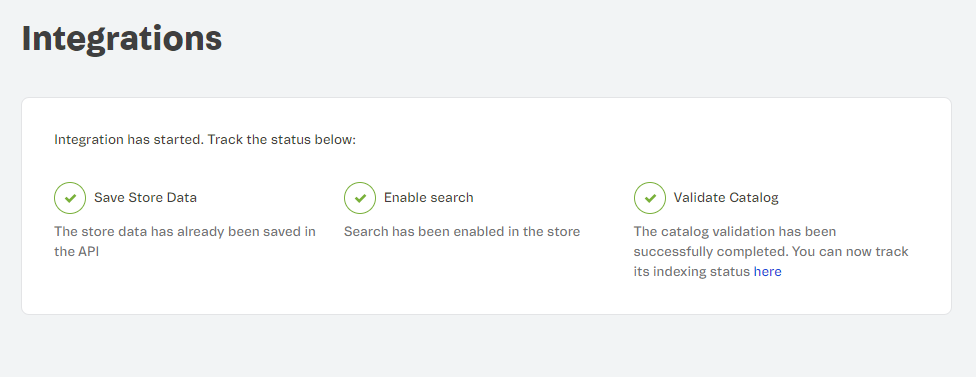 Integrations
Integration has started. Track the status below:
Save Store Data
The store data has already been saved in
the API
Enable search
Search has been enabled in the store
Validate Catalog
The catalog validation has been
successfully completed. You can now track
its indexing status here